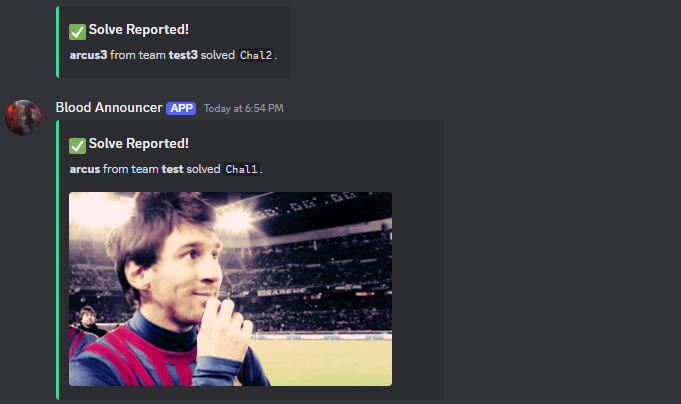 ✅ Solve Reported!
arcus3 from team test3 solved Chal2.
Blood Announcer APP Today at 6:54 PM
✅ Solve Reported!
arcus from team test solved Chal1.